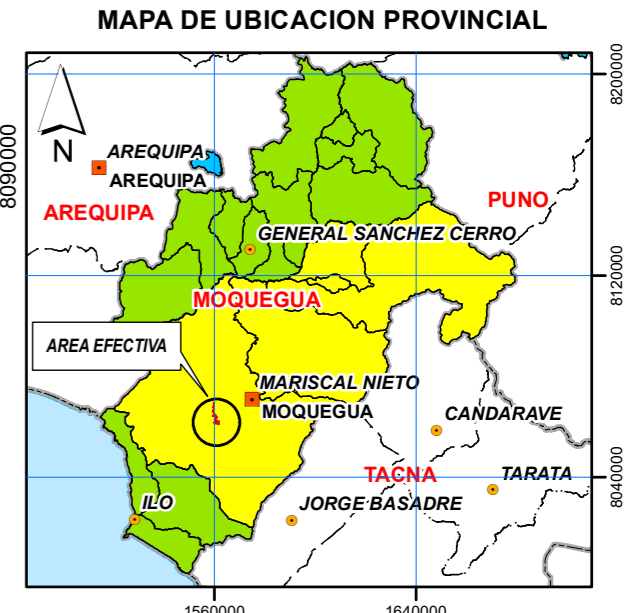 MAPA DE UBICACION PROVINCIAL
8200000
8090000
N
AREQUIPA
AREQUIPA
AREQUIPA
PUNO
GENERAL SANCHEZ CERRO
8120000
MOQUEGUA
AREA EFECTIVA
MARISCAL NIETO
MOQUEGUA
CANDARAVE
TACNA
TARATA
8040000
ILO
JORGE BASADRE
1560000
1640000